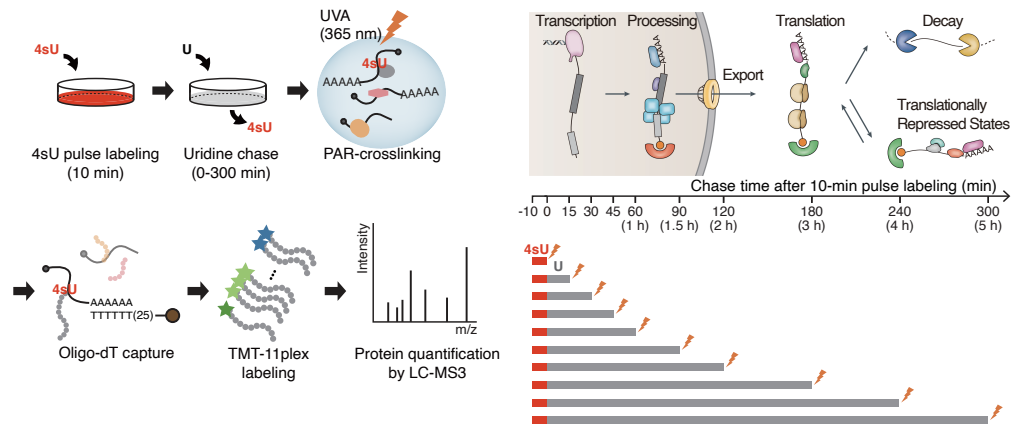 UVA
(365 nm)
4sU
U
4sU
4sU
AAAAA
AAAAA
4sU pulse labeling
(10 min)
Uridine chase
(0-300 min)
PAR-crosslinking
4sU
AAAAAA
TTTTTT(25)
Oligo-dT capture
TMT-11plex
labeling
Intensity
m/z
Protein quantification
by LC-MS3
Transcription
Processing
Export
Translation
Decay
Translationally
Repressed States
AAAAA
Chase time after 10-min pulse labeling (min)
-10 0 15 30 45 60 90 120 180 240 300
(1 h) (1.5 h) (2 h) (3 h) (4 h) (5 h)
4sU
U